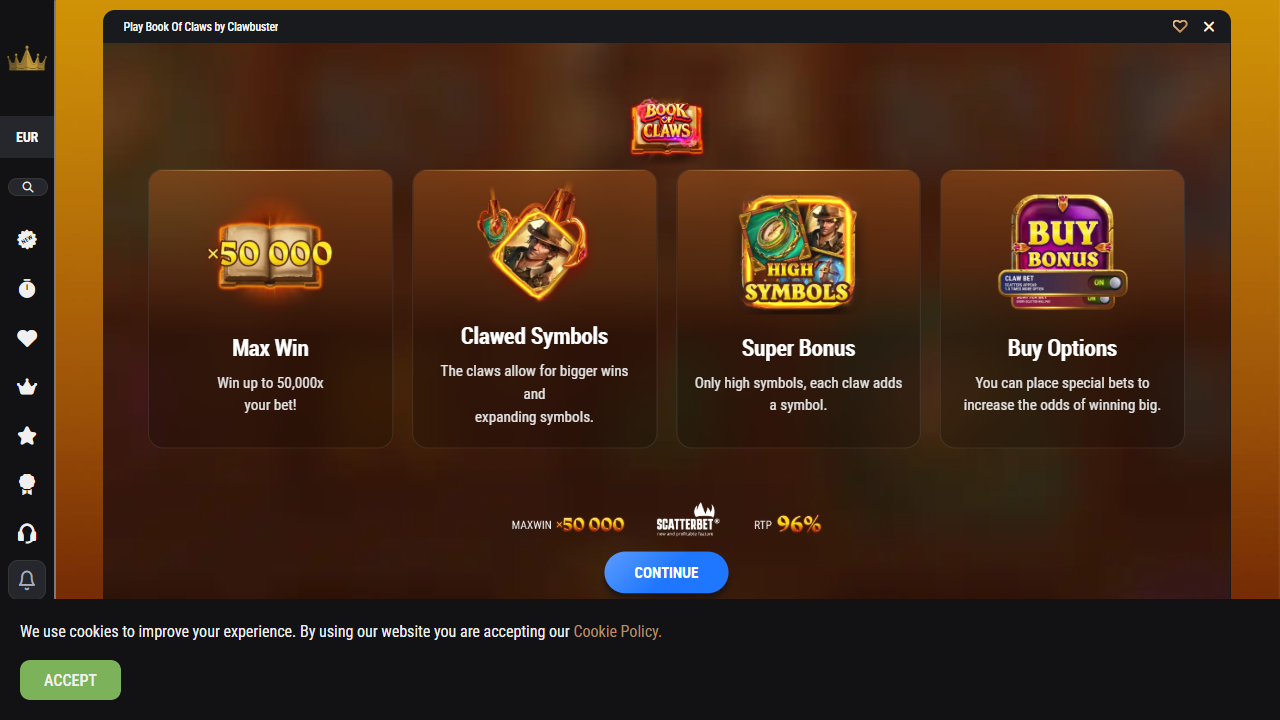 Play Book Of Claws by Clawbuster
BOOK
OF
CLAWS
EUR
NEW
×50 000
HIGH
SYMBOLS
BUY
BONUS
CLAW BET
ON
ON
Max Win
Win up to 50,000x
your bet!
Clawed Symbols
The claws allow for bigger wins
and
expanding symbols.
Super Bonus
Only high symbols, each claw adds
a symbol.
Buy Options
You can place special bets to
increase the odds of winning big.
MAXWIN ×50 000
SCATTERBET®
new and profitable feature
RTP 96%
CONTINUE
We use cookies to improve your experience. By using our website you are accepting our Cookie Policy.
ACCEPT